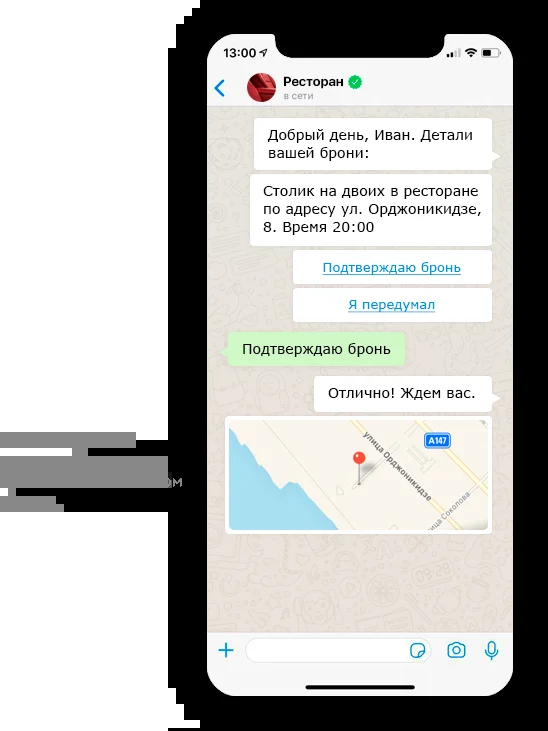 13:00
Ресторан
в сети
Добрый день, Иван. Детали
вашей брони:
Столик на двоих в ресторане
по адресу ул. Орджоникидзе,
8. Время 20:00
Подтверждаю бронь
Я передумал
Подтверждаю бронь
Отлично! Ждем вас.
А147
улица Орджоникидзе
улица Соколова